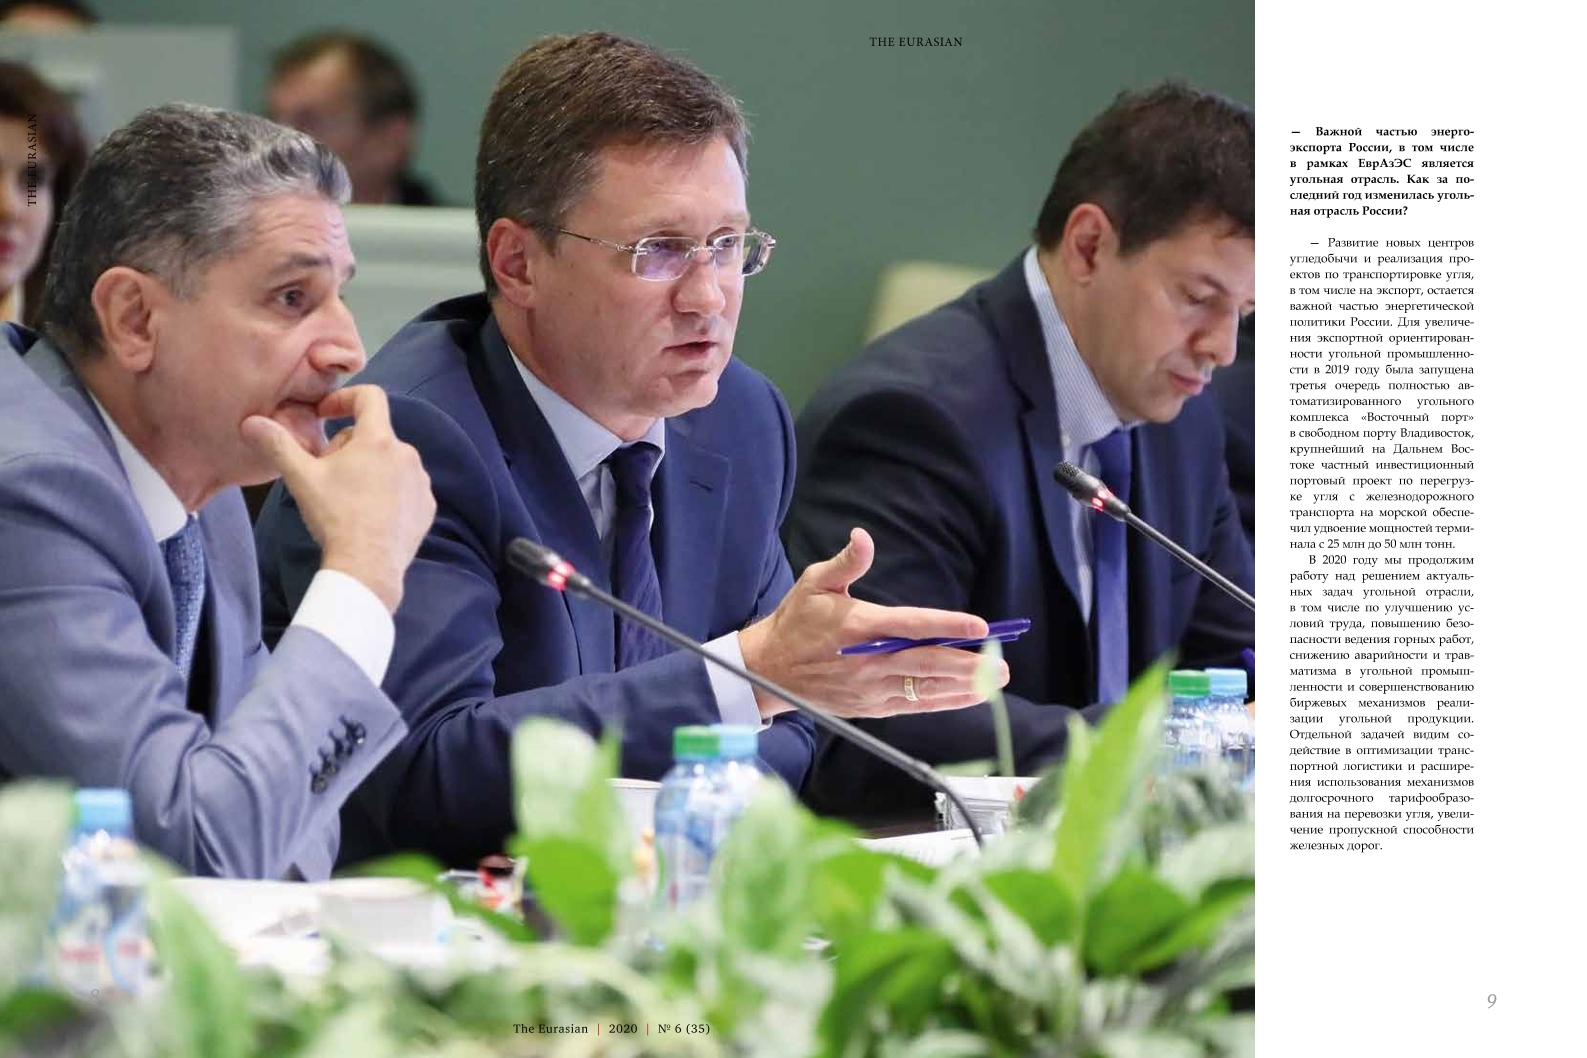 THE EURASIAN
THE EURASIAN
— Важной частью энерго-
экспорта России, в том числе
в рамках ЕврАзЭС является
угольная отрасль. Как за по-
следний год изменилась уголь-
ная отрасль России?
— Развитие новых центров
угледобычи и реализация про-
ектов по транспортировке угля,
в том числе на экспорт, остается
важной частью энергетической
политики России. Для увеличе-
ния экспортной ориентирован-
ности угольной промышленно-
сти в 2019 году была запущена
третья очередь полностью ав-
томатизированного угольного
комплекса «Восточный порт»
в свободном порту Владивосток,
крупнейший на Дальнем Вос-
токе частный инвестиционный
портовый проект по перегруз-
ке угля с железнодорожного
транспорта на морской обеспе-
чил удвоение мощностей терми-
нала с 25 млн до 50 млн тонн.
В 2020 году мы продолжим
работу над решением актуаль-
ных задач угольной отрасли,
в том числе по улучшению ус-
ловий труда, повышению безо-
пасности ведения горных работ,
снижению аварийности и трав-
матизма в угольной промыш-
ленности и совершенствованию
биржевых механизмов реали-
зации угольной продукции.
Отдельной задачей видим со-
действие в оптимизации транс-
портной логистики и расшире-
ния использования механизмов
долгосрочного тарифообразо-
вания на перевозки угля, увели-
чение пропускной способности
железных дорог.
8
The Eurasian | 2020 | № 6 (35)
9